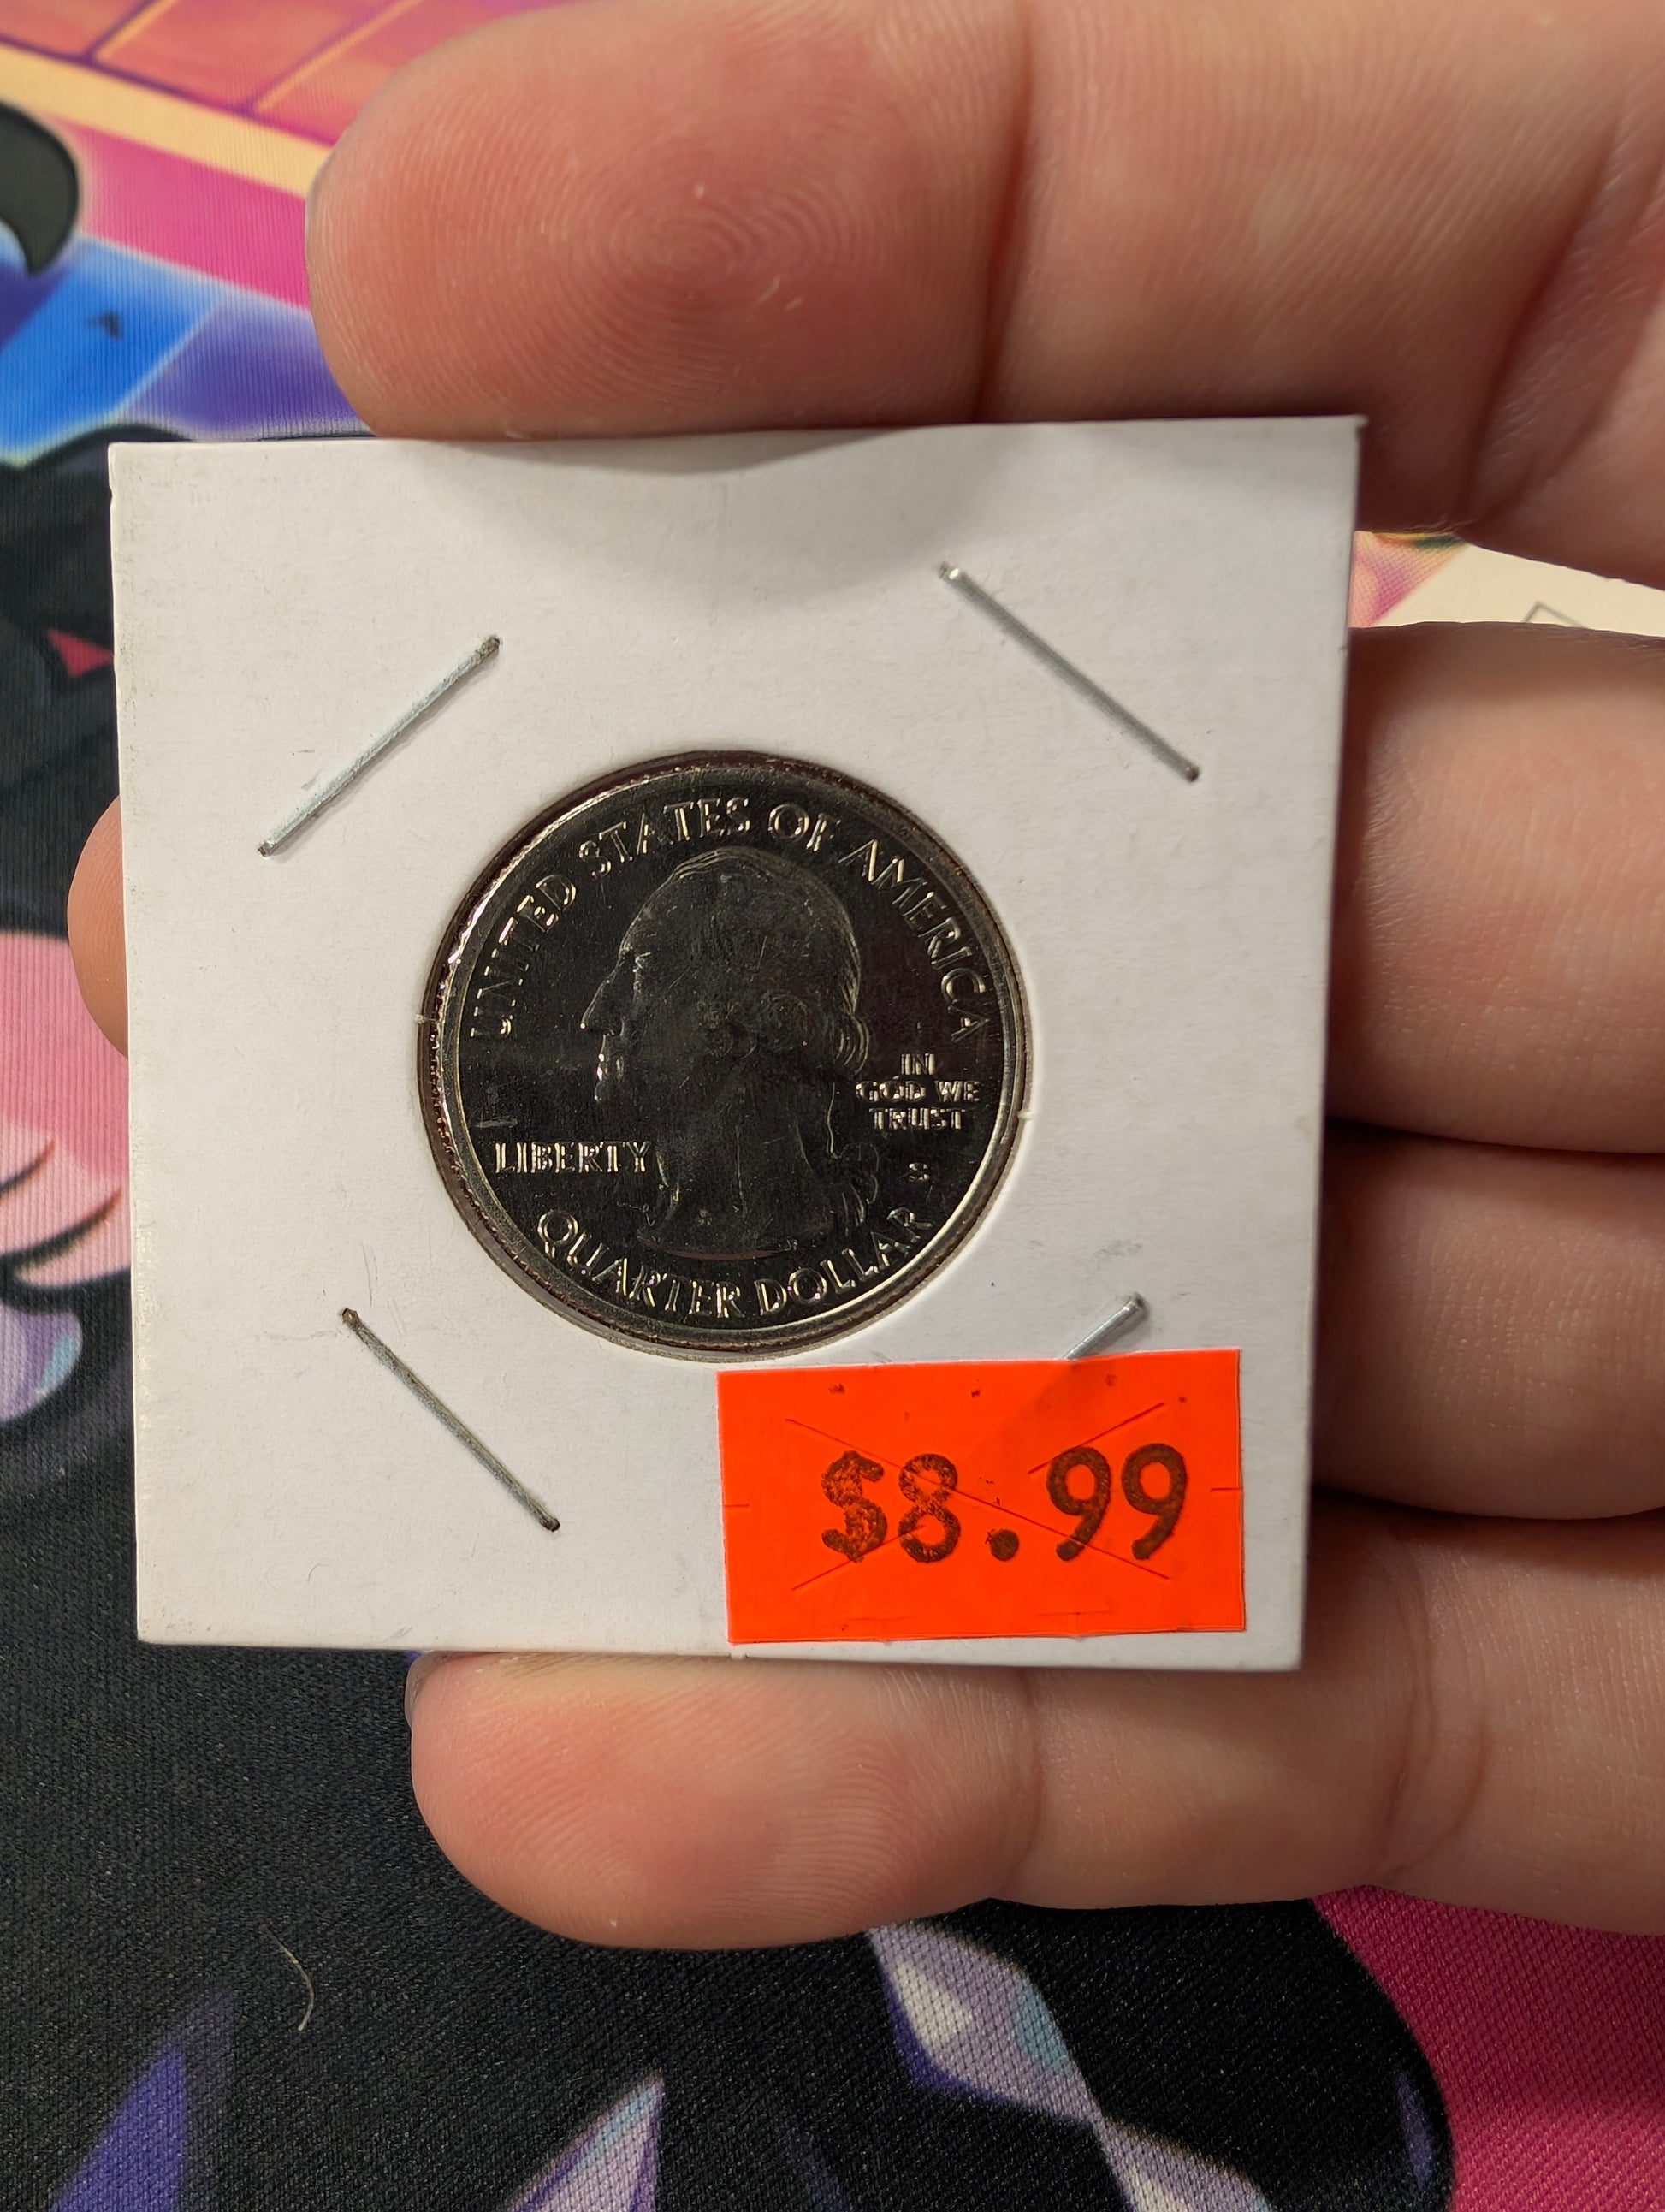 UNITED STATES OF AMERICA
IN
GOD WE
TRUST
LIBERTY
S
QUARTER DOLLAR
$8.99